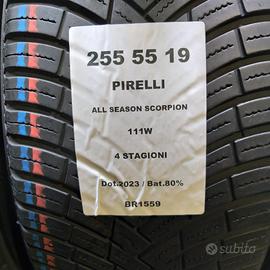 255 55 19
PIRELLI
ALL SEASON SCORPION
111W
4 STAGIONI
Dot.2023 / Bat.80%
BR1559
subito